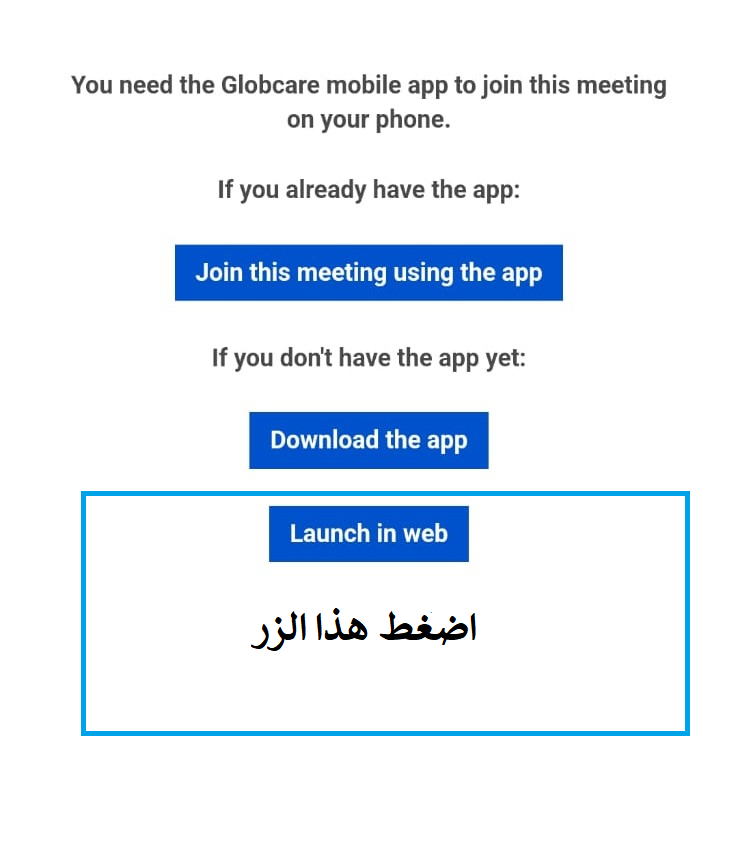 You need the Globcare mobile app to join this meeting
on your phone.
If you already have the app:
Join this meeting using the app
If you don't have the app yet:
Download the app
Launch in web
اضغط هذا الزر